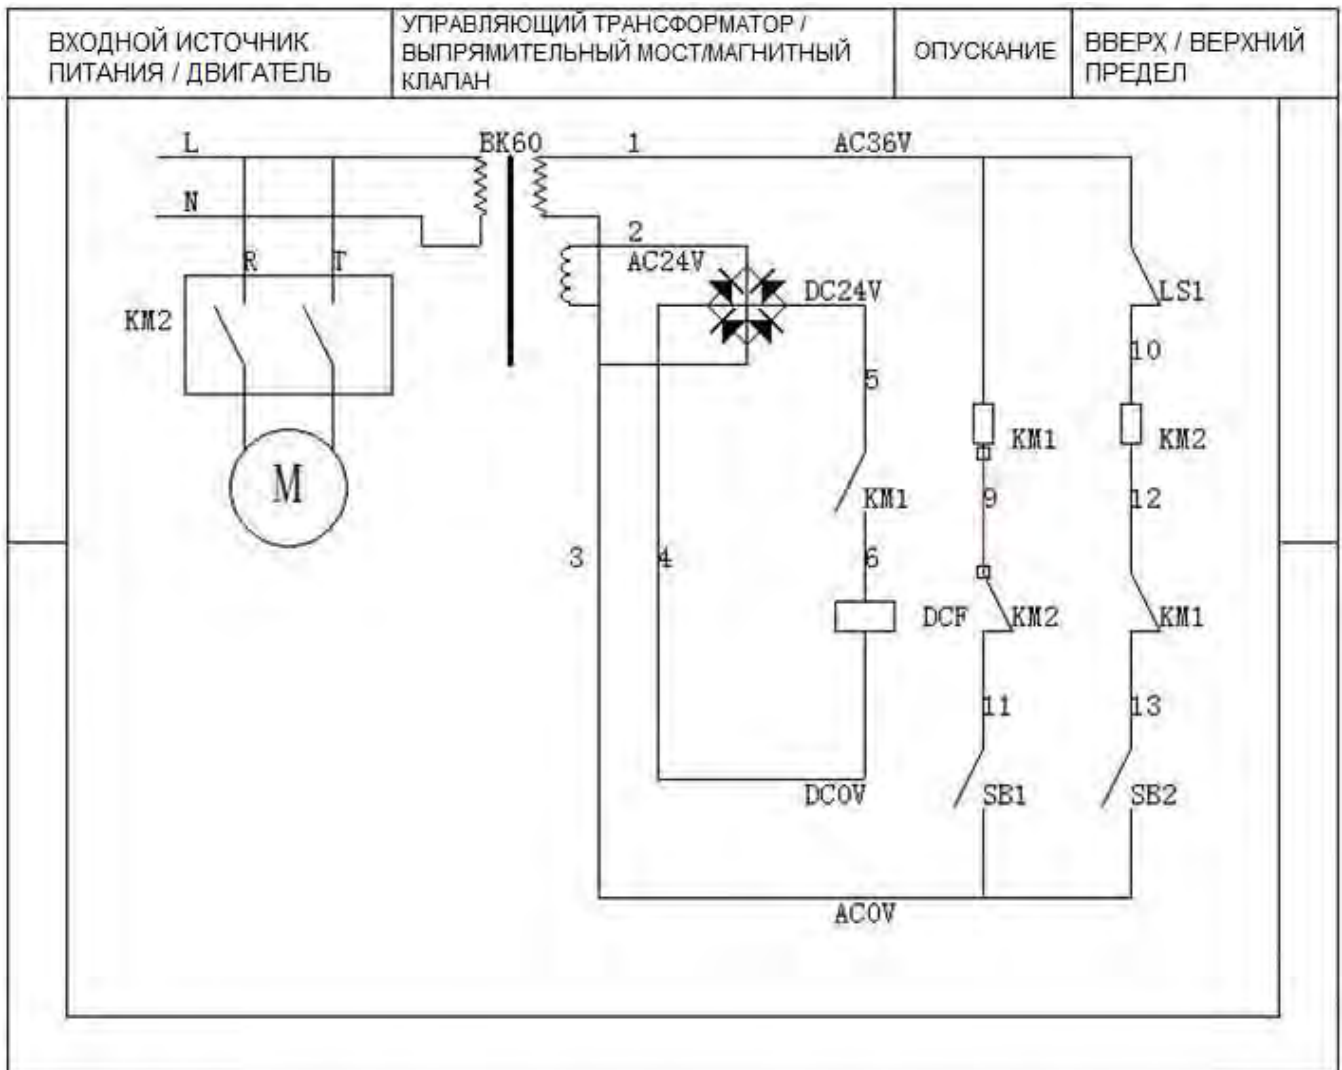 ВХОДНОЙ ИСТОЧНИК
ПИТАНИЯ / ДВИГАТЕЛЬ
УПРАВЛЯЮЩИЙ ТРАНСФОРМАТОР /
ВЫПРЯМИТЕЛЬНЫЙ МОСТ/МАГНИТНЫЙ
КЛАПАН
ОПУСКАНИЕ
ВВЕРХ / ВЕРХНИЙ
ПРЕДЕЛ
L
BK60
1
AC36V
N
2
R
T
AC24V
DC24V
LS1
KM2
10
5
KM1
KM2
M
KM1
9
12
3
4
6
DCF
KM2
KM1
11
13
DC0V
SB1
SB2
AC0V